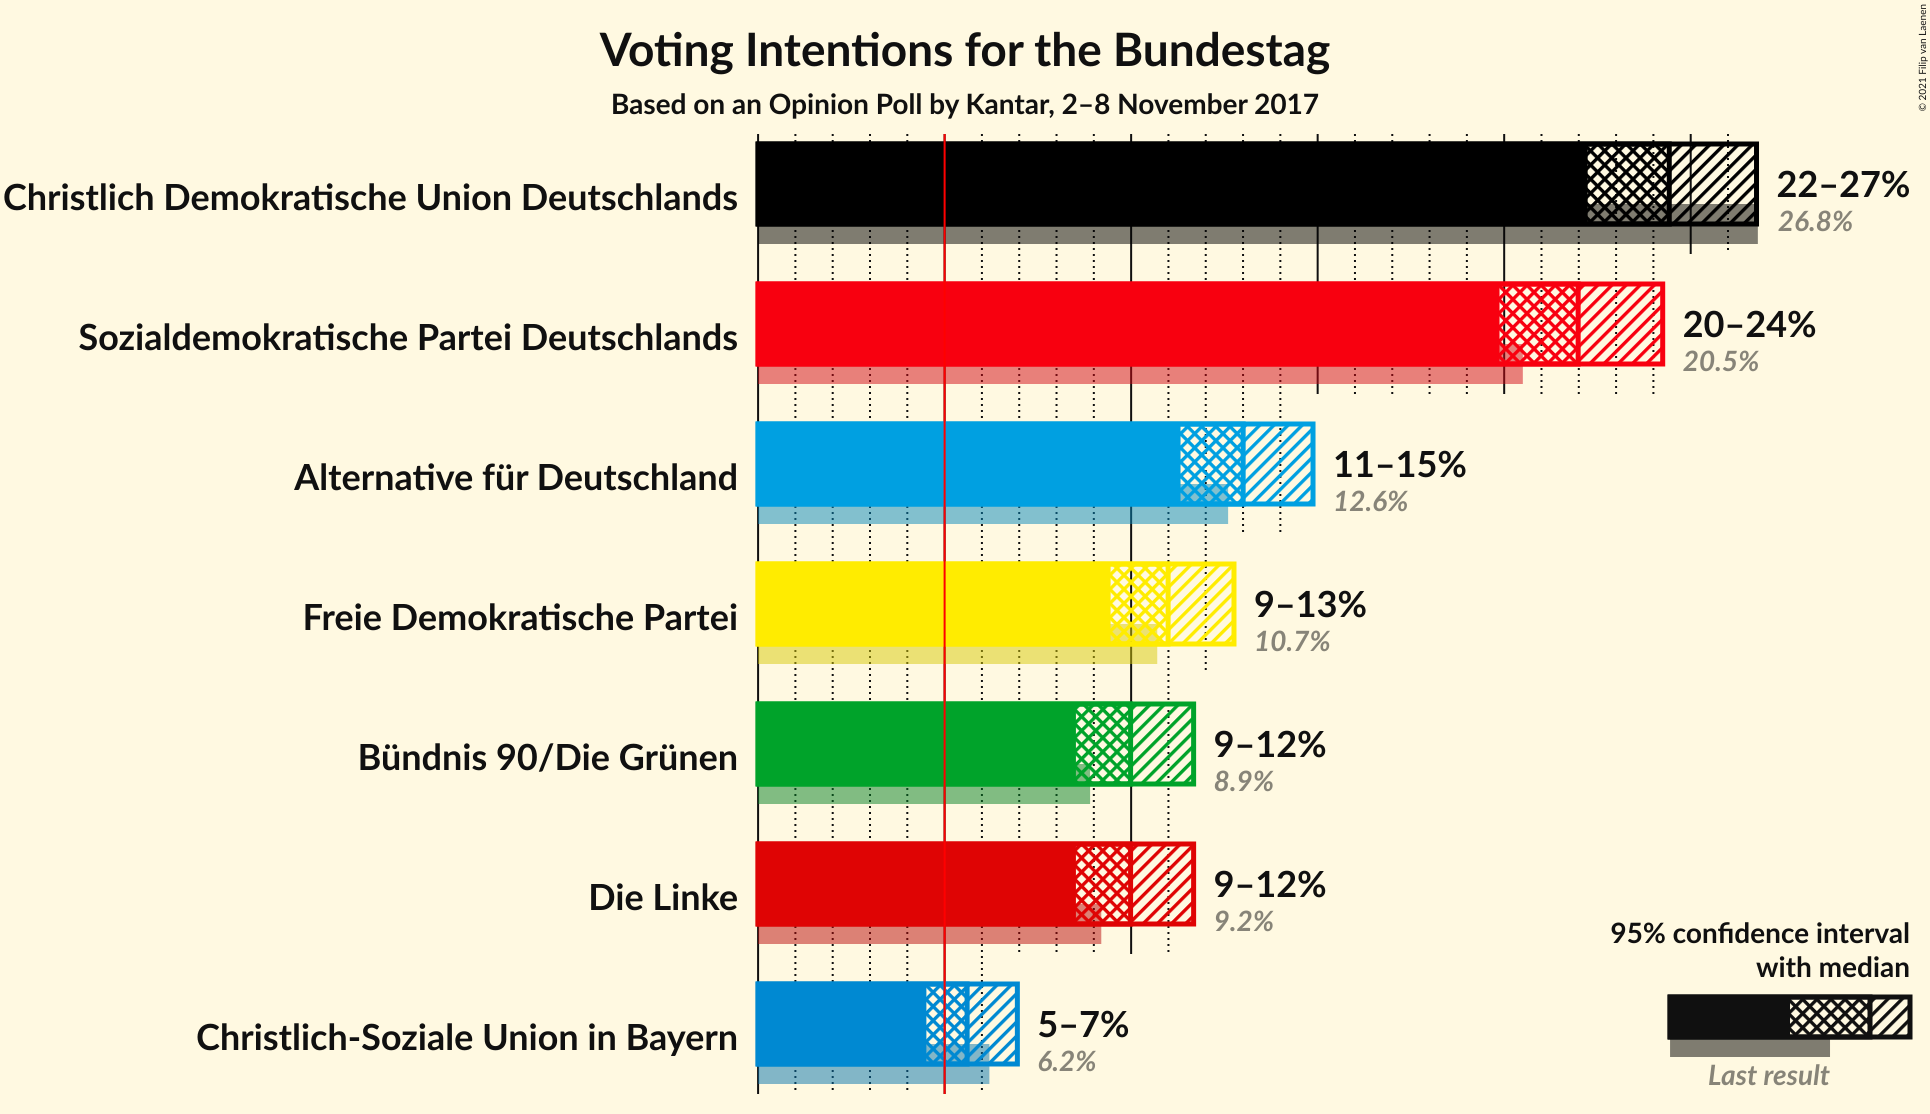 Voting Intentions for the Bundestag
Based on an Opinion Poll by Kantar, 2–8 November 2017
© 2021 Filip van Laenen
Christlich Demokratische Union Deutschlands
22–27%
26.8%
Sozialdemokratische Partei Deutschlands
20–24%
20.5%
Alternative für Deutschland
11–15%
12.6%
Freie Demokratische Partei
9–13%
10.7%
Bündnis 90/Die Grünen
9–12%
8.9%
Die Linke
9–12%
9.2%
Christlich-Soziale Union in Bayern
5–7%
6.2%
95% confidence interval
with median
Last result